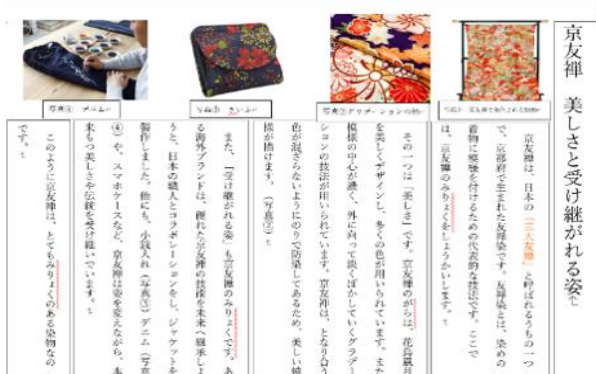 京友禅　美しさと受け継がれる姿
京友禅は、日本の「三大友禅」と呼ばれるうちの一つ
で、京都府で生まれた友禅染です。友禅染とは、染めの
着物に模様を付けるための代表的な技法です。ここで
は、京友禅のみりょくをしょうかいします。
その一つは「美しさ」です。京友禅のがらは、花鳥風月
を美しくデザインし、多くの色が用いられています。また
模様の中心が濃く、外に向って淡くぼかしていくグラデー
ションの技法が用いられています。京友禅は、となり合う
色が混ざらないようにのりで防染してあるため、美しい模
様が描けます。（写真②）
また、「受け継がれる姿」も京友禅のみりょくです。あ
る海外ブランドは、優れた京友禅の技術を未来へ継承しよ
うと、日本の職人とコラボレーションをし、ジャケットを
製作しました。他にも、小銭入れ（写真③）デニム（写真
④）や、スマホケースなど、京友禅は姿を変えながら、本
来もつ美しさや伝統を受け継いでいます。
このように京友禅は、とてもみりょくのある染物なの
です。
写真②グラデーションの柄
写真③ さいふ
写真④ デニム